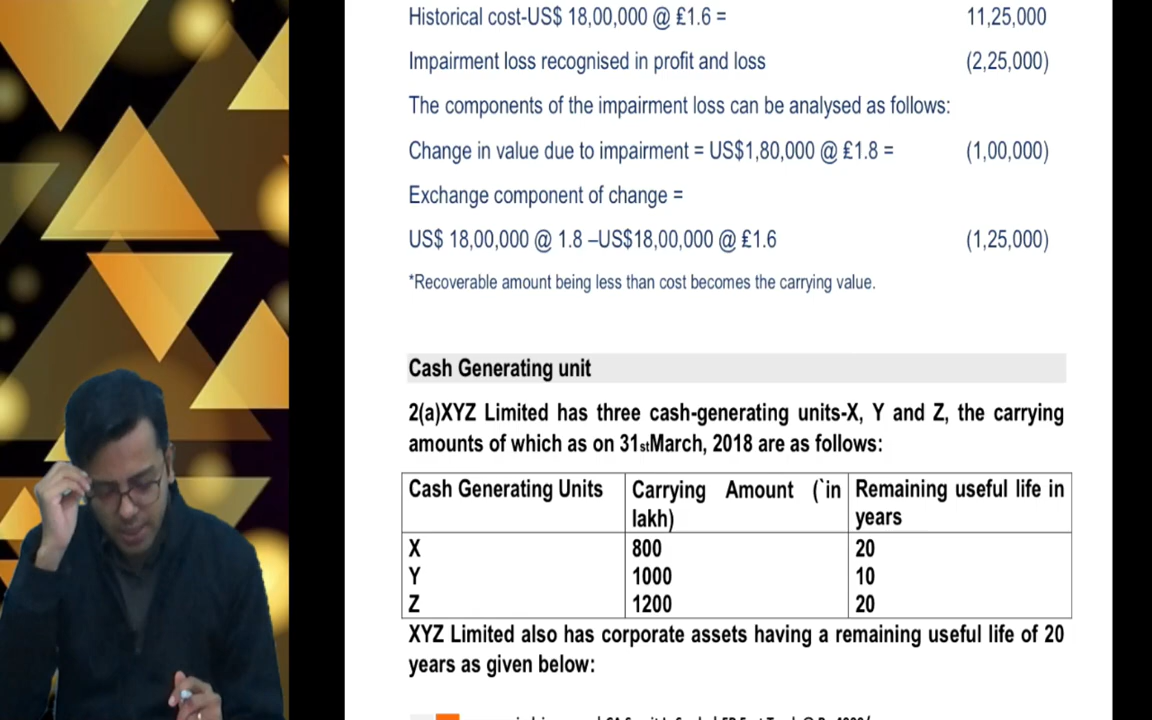 Historical cost-US$ 18,00,000 @ ₤1.6 = 11,25,000
Impairment loss recognised in profit and loss (2,25,000)
The components of the impairment loss can be analysed as follows:
Change in value due to impairment = US$1,80,000 @ ₤1.8 = (1,00,000)
Exchange component of change =
US$ 18,00,000 @ 1.8 –US$18,00,000 @ ₤1.6 (1,25,000)
*Recoverable amount being less than cost becomes the carrying value.
Cash Generating unit
2(a)XYZ Limited has three cash-generating units-X, Y and Z, the carrying
amounts of which as on 31stMarch, 2018 are as follows:
Cash Generating Units Carrying Amount (`in Remaining useful life in
lakh) years
X 800 20
Y 1000 10
Z 1200 20
XYZ Limited also has corporate assets having a remaining useful life of 20
years as given below: